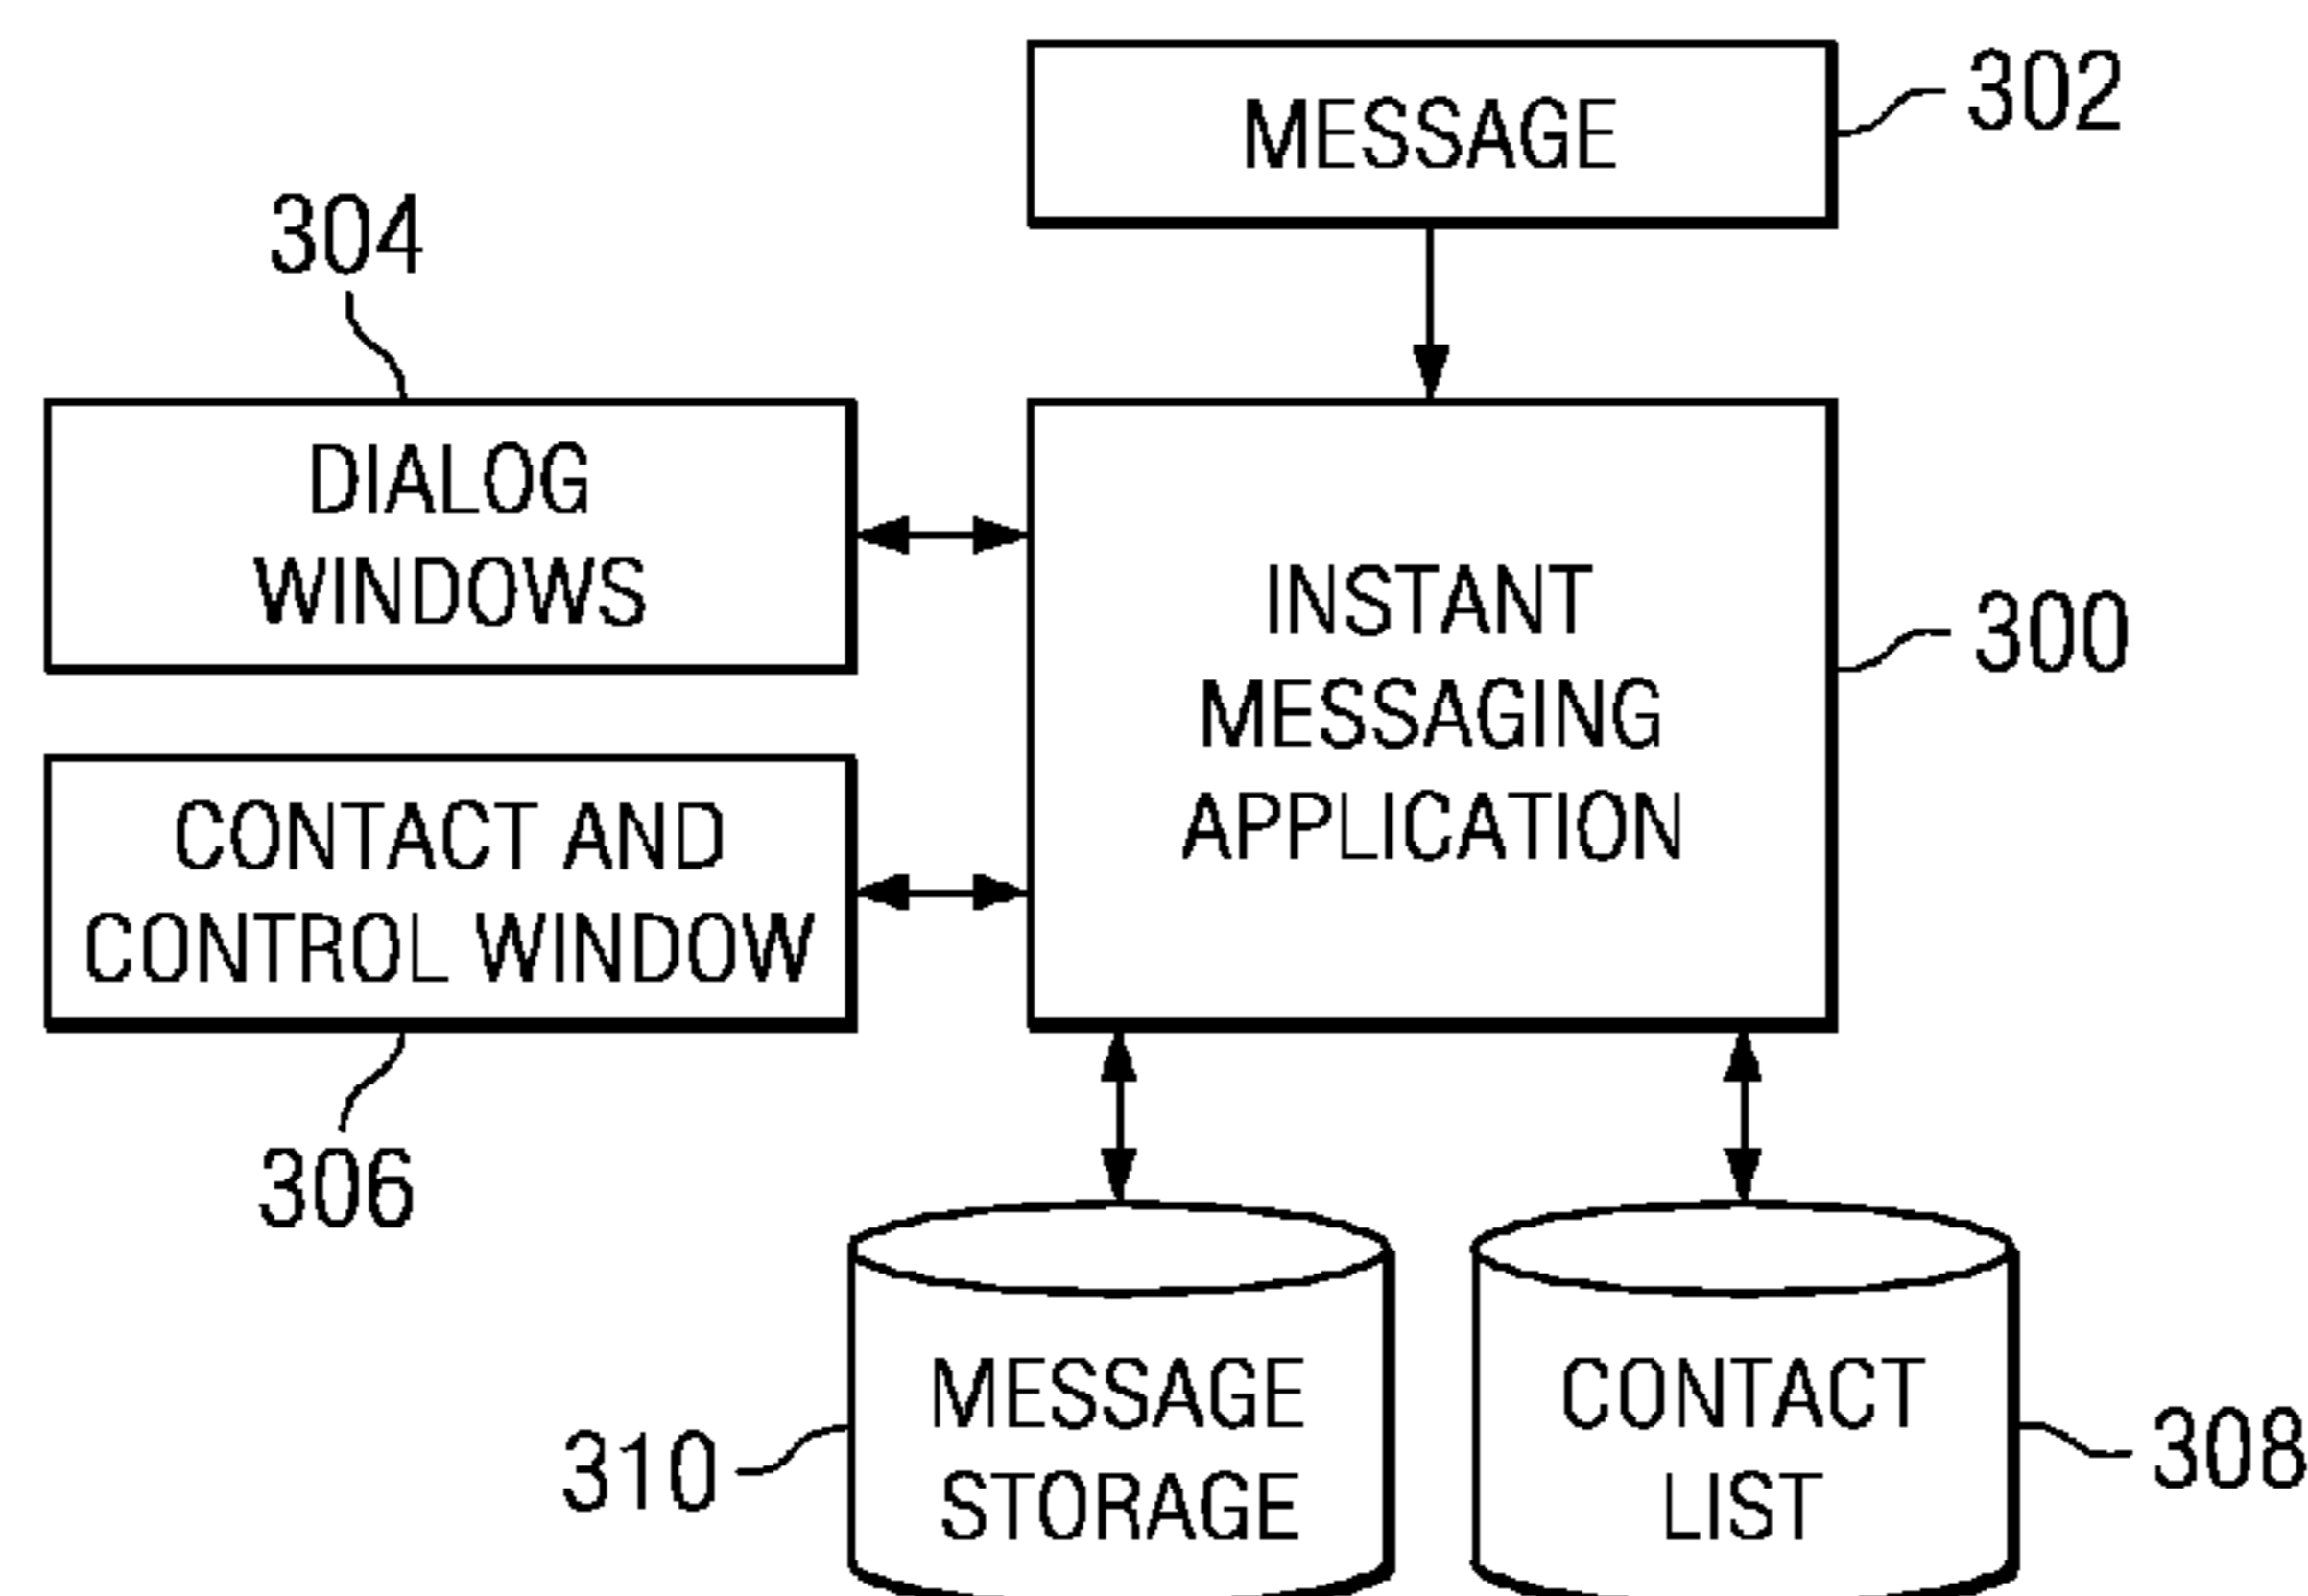 MESSAGE
302
304
DIALOG
WINDOWS
INSTANT
MESSAGING
APPLICATION
300
CONTACT AND
CONTROL WINDOW
306
310
MESSAGE
STORAGE
CONTACT
LIST
308